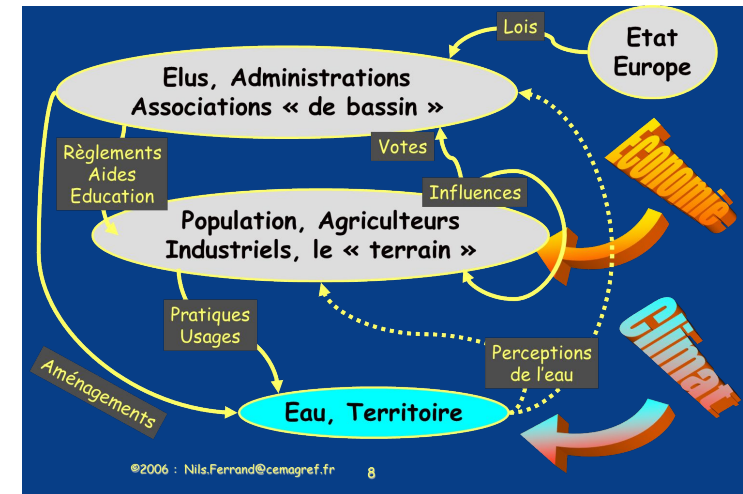 Lois
Etat
Europe
Elus, Administrations
Associations « de bassin »
Règlements
Aides
Education
Votes
Influences
Economie
Population, Agriculteurs
Industriels, le « terrain »
Pratiques
Usages
Climat
Perceptions
de l'eau
Aménagements
Eau, Territoire
©2006 : Nils.Ferrand@cemagref.fr
8